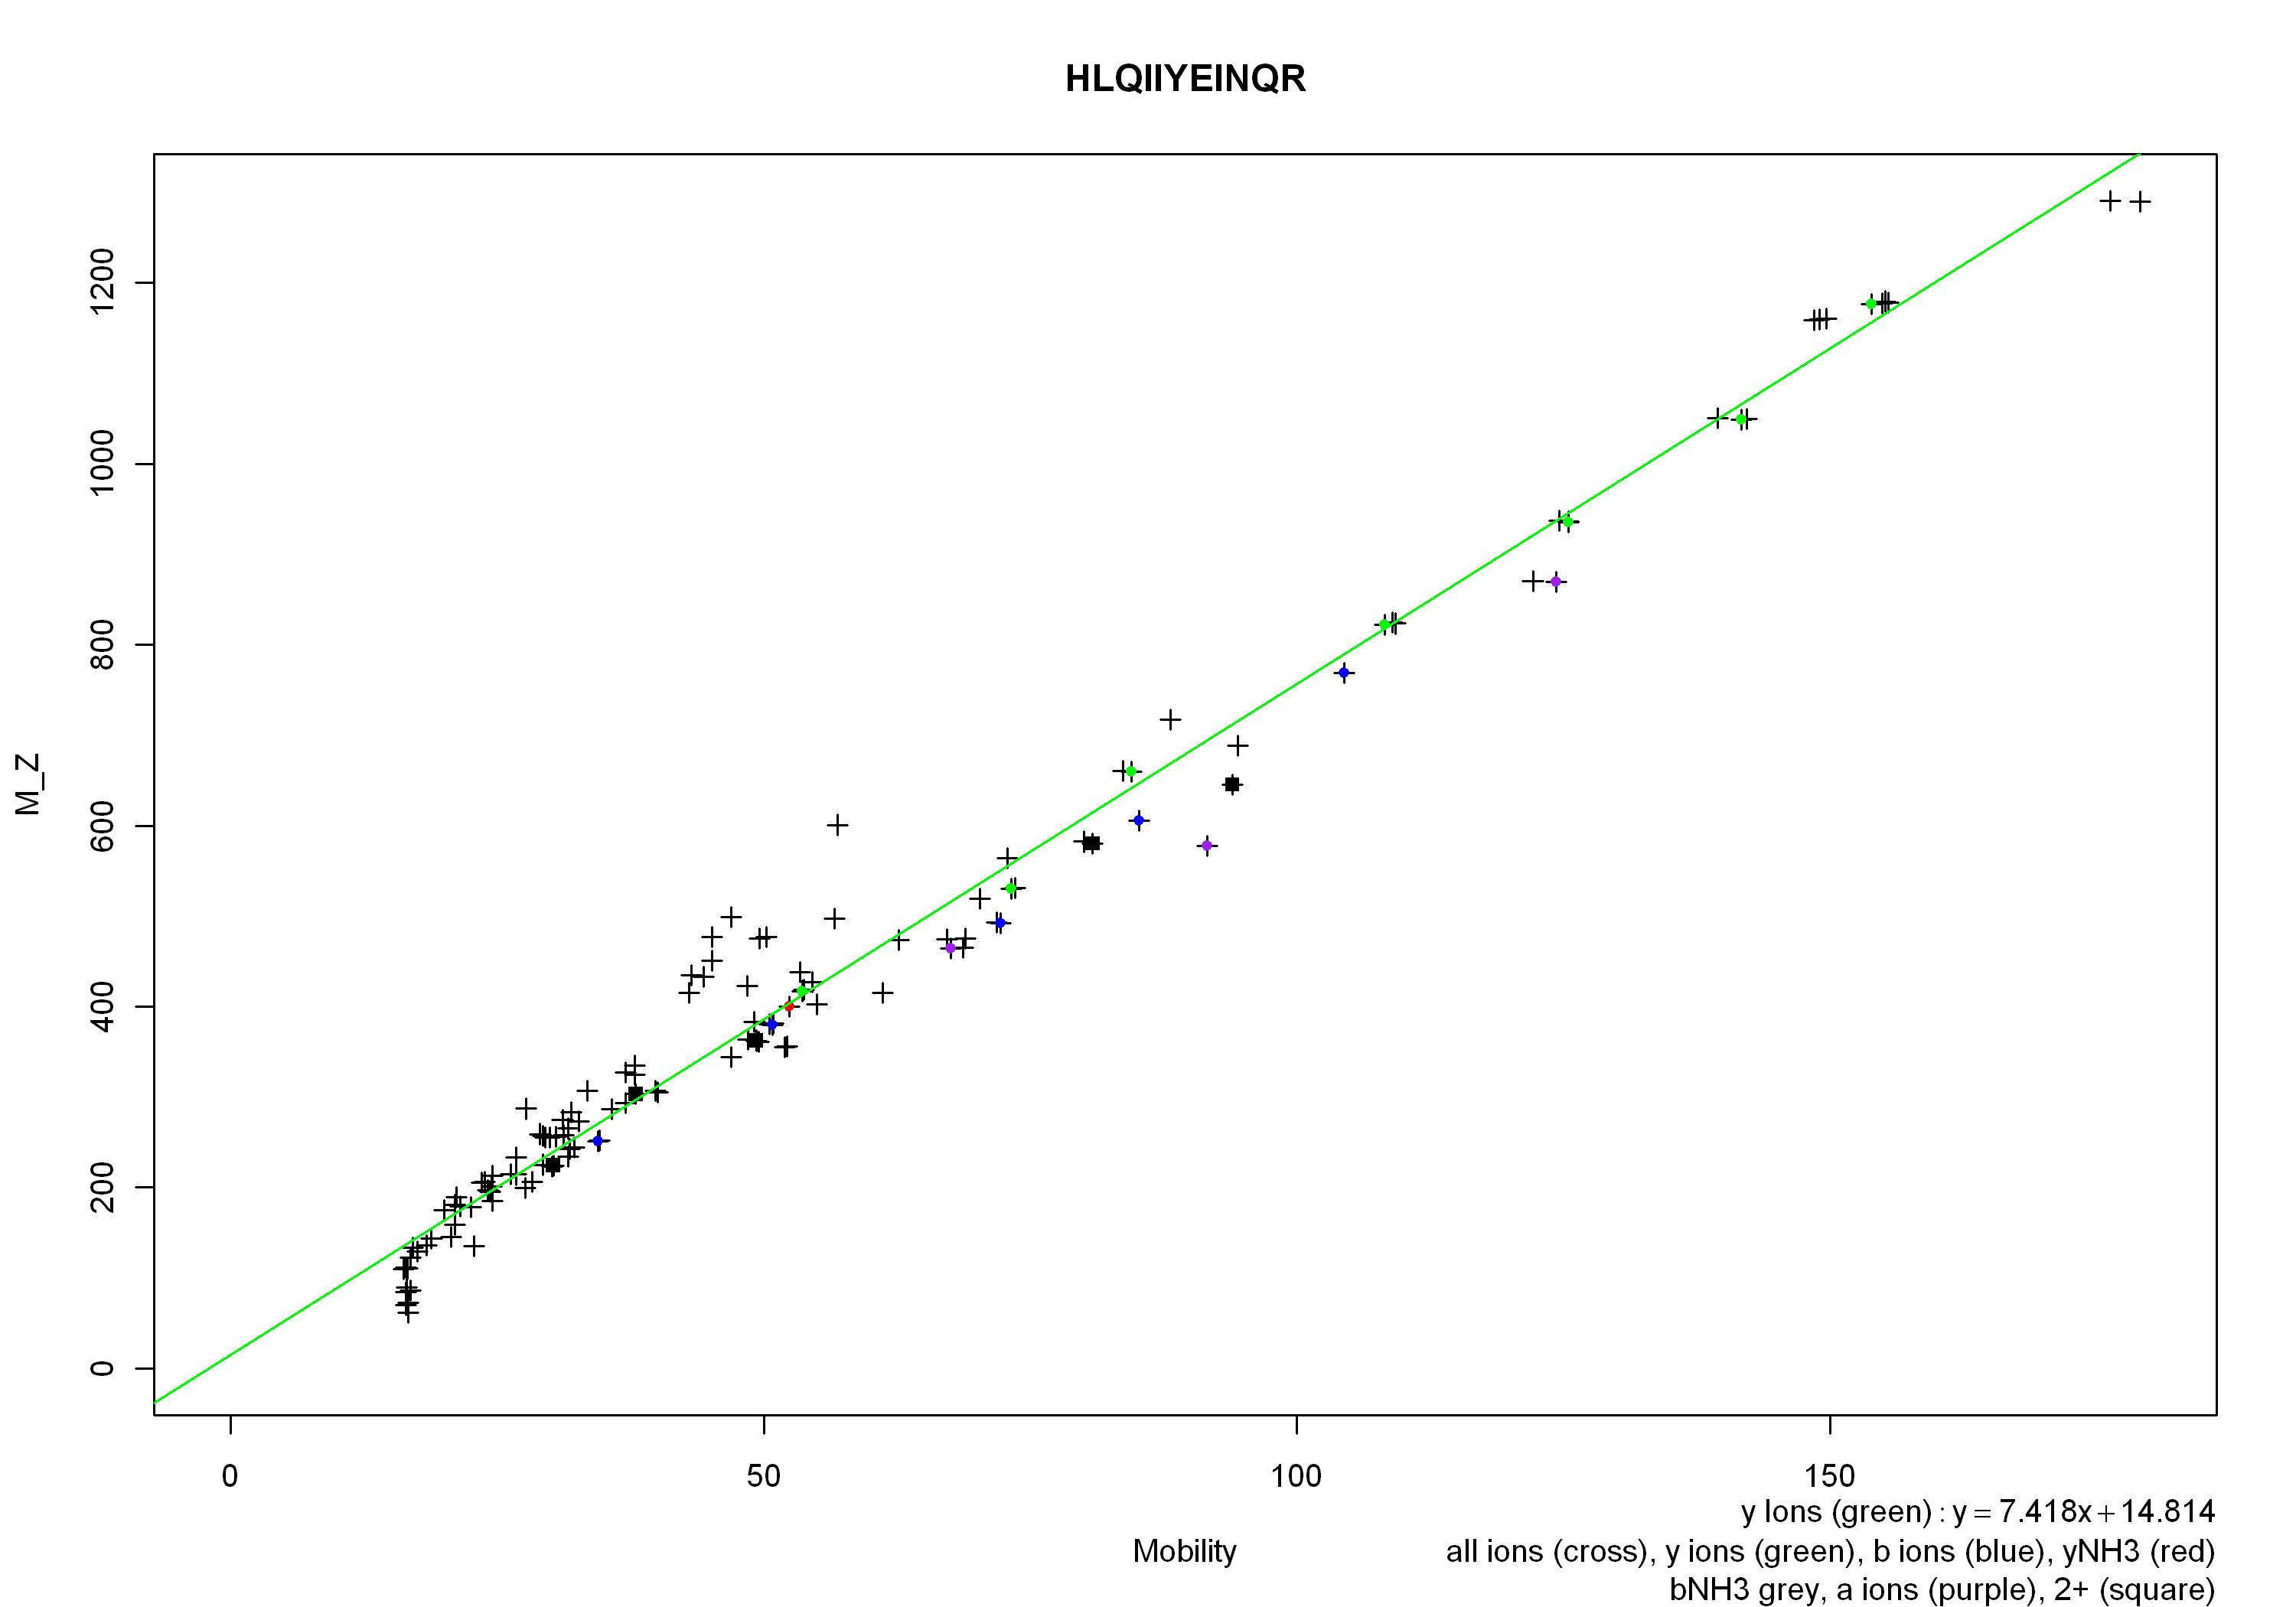 HLQIIYEINQR
M_Z
1200
1000
800
600
400
200
0
0 50 100 150
y Ions (green) : y = 7.418x + 14.814
Mobility
all ions (cross), y ions (green), b ions (blue), yNH3 (red)
bNH3 grey, a ions (purple), 2+ (square)